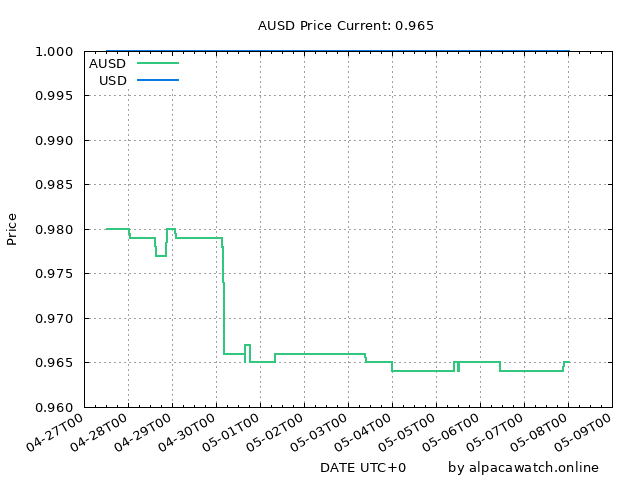 AUSD Price Current: 0.965
1.000
0.995
0.990
0.985
0.980
0.975
0.970
0.965
0.960
Price
AUSD
USD
04-27T00
04-28T00
04-29T00
04-30T00
05-01T00
05-02T00
05-03T00
05-04T00
05-05T00
05-06T00
05-07T00
05-08T00
05-09T00
DATE UTC+0
by alpacawatch.online